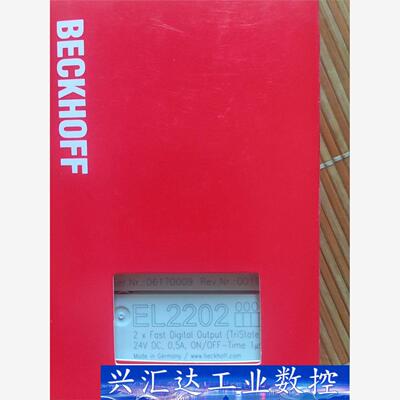 BECKHOFF
Ser.Nr.:06170009 Rev.Nr.:001
EL2202
2 x Fast Digital Output (TriState
24V DC, 0,5A, ON/OFF-Time 1µs
Made in Germany / www.beckhoff.com
兴汇达工业数控